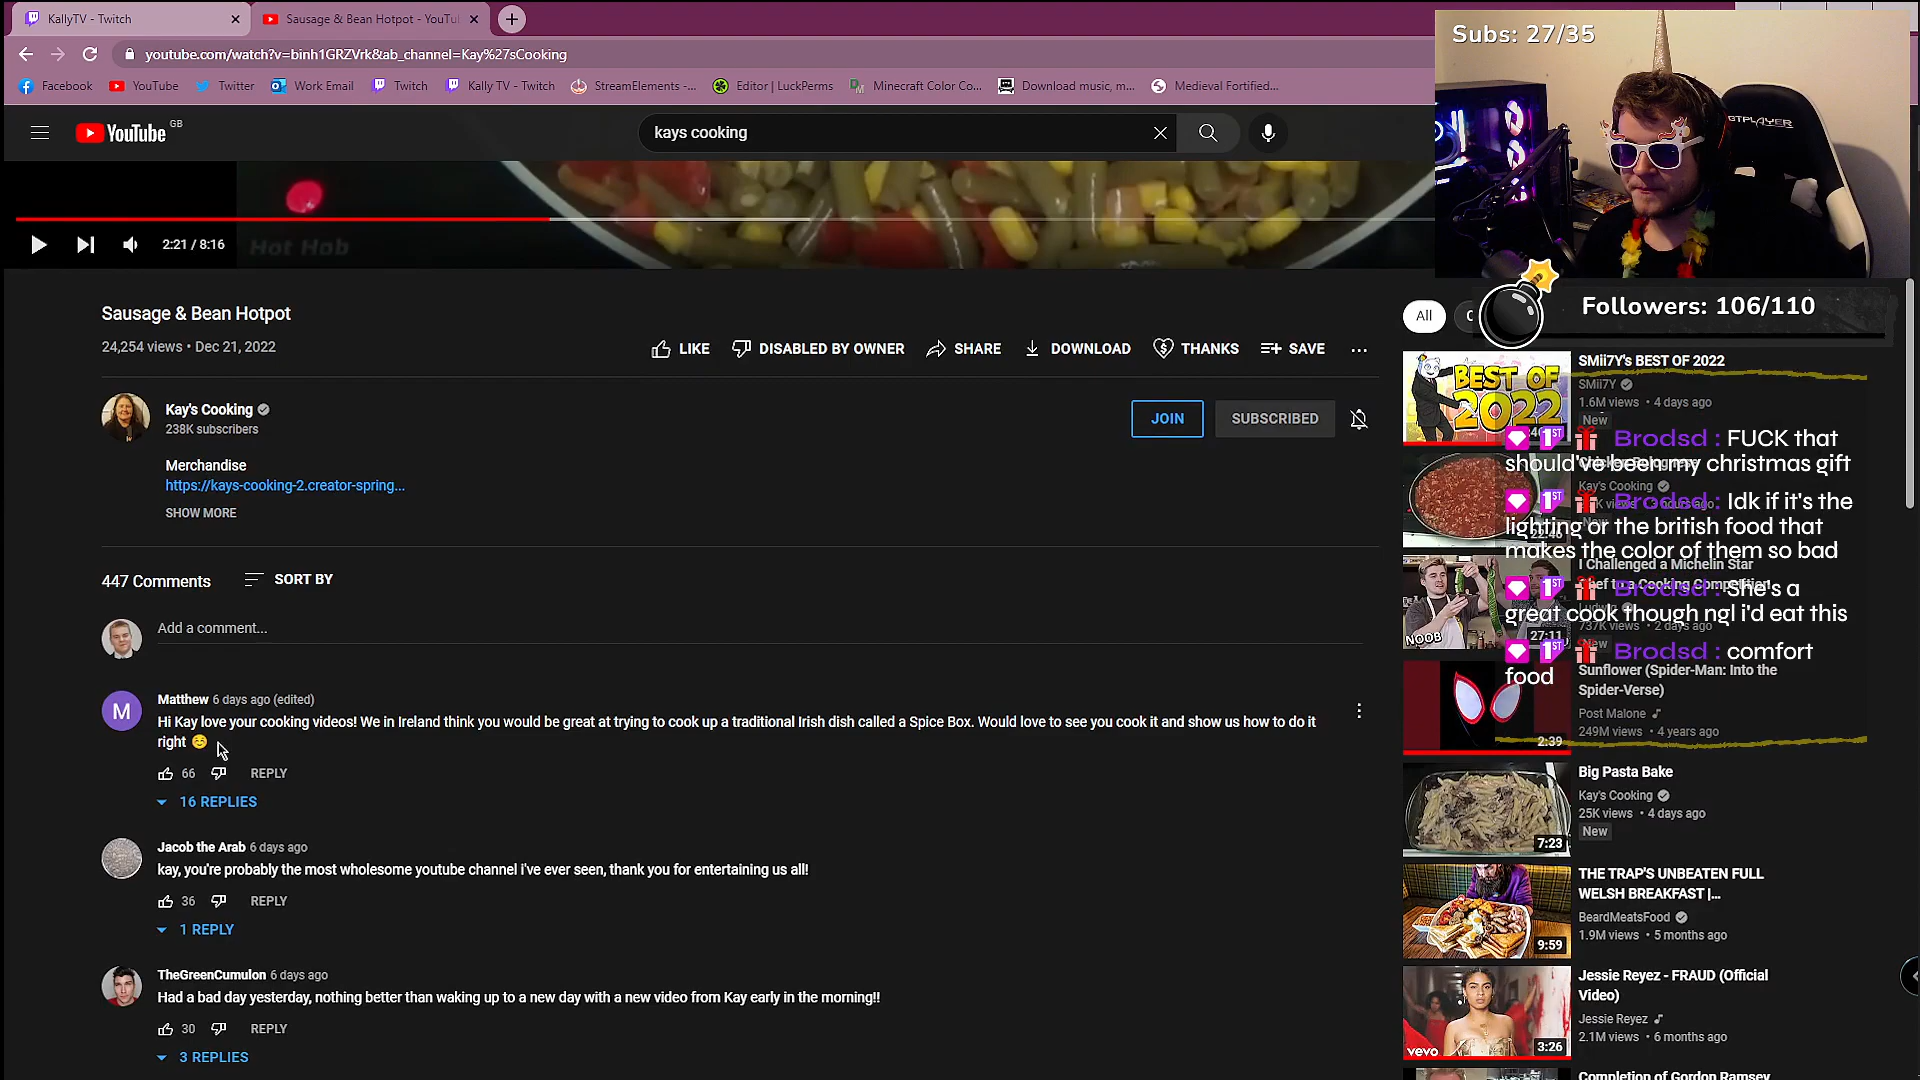 KallyTV - Twitch
Sausage & Bean Hotpot - YouTu
youtube.com/watch?v=binh1GRZVrk&ab_channel=Kay%27sCooking
Facebook
YouTube
Twitter
Work Email
Twitch
Kally TV - Twitch
StreamElements -...
Editor | LuckPerms
Minecraft Color Co...
Download music, m...
Medieval Fortified...
Subs: 27/35
GTPLAYER
YouTube GB
kays cooking
Hot Hob
2:21 / 8:16
Sausage & Bean Hotpot
24,254 views • Dec 21, 2022
LIKE
DISABLED BY OWNER
SHARE
DOWNLOAD
THANKS
SAVE
Kay's Cooking
238K subscribers
JOIN
SUBSCRIBED
Merchandise
https://kays-cooking-2.creator-spring...
SHOW MORE
447 Comments
SORT BY
Add a comment...
Matthew 6 days ago (edited)
Hi Kay love your cooking videos! We in Ireland think you would be great at trying to cook up a traditional Irish dish called a Spice Box. Would love to see you cook it and show us how to do it
right ☺️
66
REPLY
16 REPLIES
Jacob the Arab 6 days ago
kay, you're probably the most wholesome youtube channel i've ever seen, thank you for entertaining us all!
36
REPLY
1 REPLY
TheGreenCumulon 6 days ago
Had a bad day yesterday, nothing better than waking up to a new day with a new video from Kay early in the morning!!
30
REPLY
3 REPLIES
Followers: 106/110
All
BEST OF
2022
SMii7Y's BEST OF 2022
SMii7Y
1.6M views • 4 days ago
New
1ST Brodsd : FUCK that
should've been my christmas gift
Kay's Cooking
22:46
1ST Brodsd : Idk if it's the
lighting or the british food that
makes the color of them so bad
I Challenged a Michelin Star
Chef to a Cooking Competition
737K views • 2 days ago
New
NOOB
27:11
1ST Brodsd : She's a
great cook though ngl i'd eat this
1ST Brodsd : comfort
food
Sunflower (Spider-Man: Into the
Spider-Verse)
Post Malone
249M views • 4 years ago
2:39
Big Pasta Bake
Kay's Cooking
25K views • 4 days ago
New
7:23
THE TRAP'S UNBEATEN FULL
WELSH BREAKFAST |...
BeardMeatsFood
1.9M views • 5 months ago
9:59
Jessie Reyez - FRAUD (Official
Video)
Jessie Reyez
2.1M views • 6 months ago
vevo
3:26
Completion of Gordon Ramsey